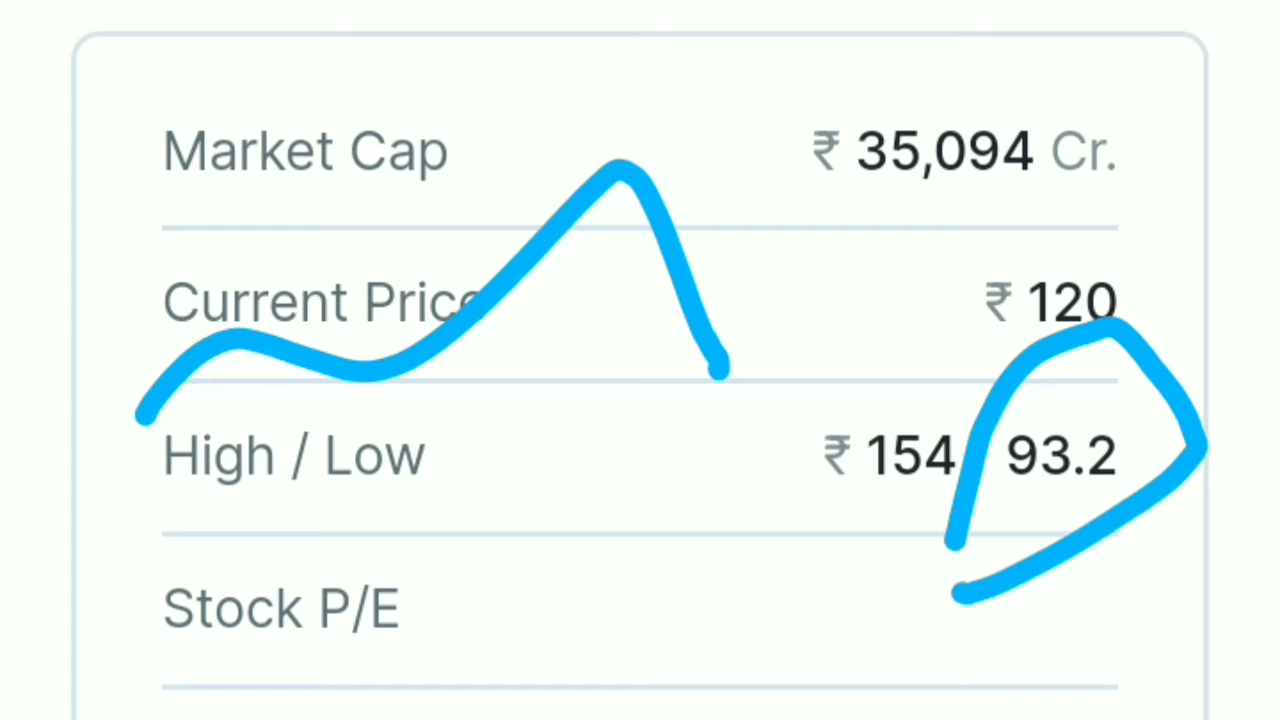 Market Cap ₹ 35,094 Cr.
Current Price ₹ 120
High / Low ₹ 154 93.2
Stock P/E